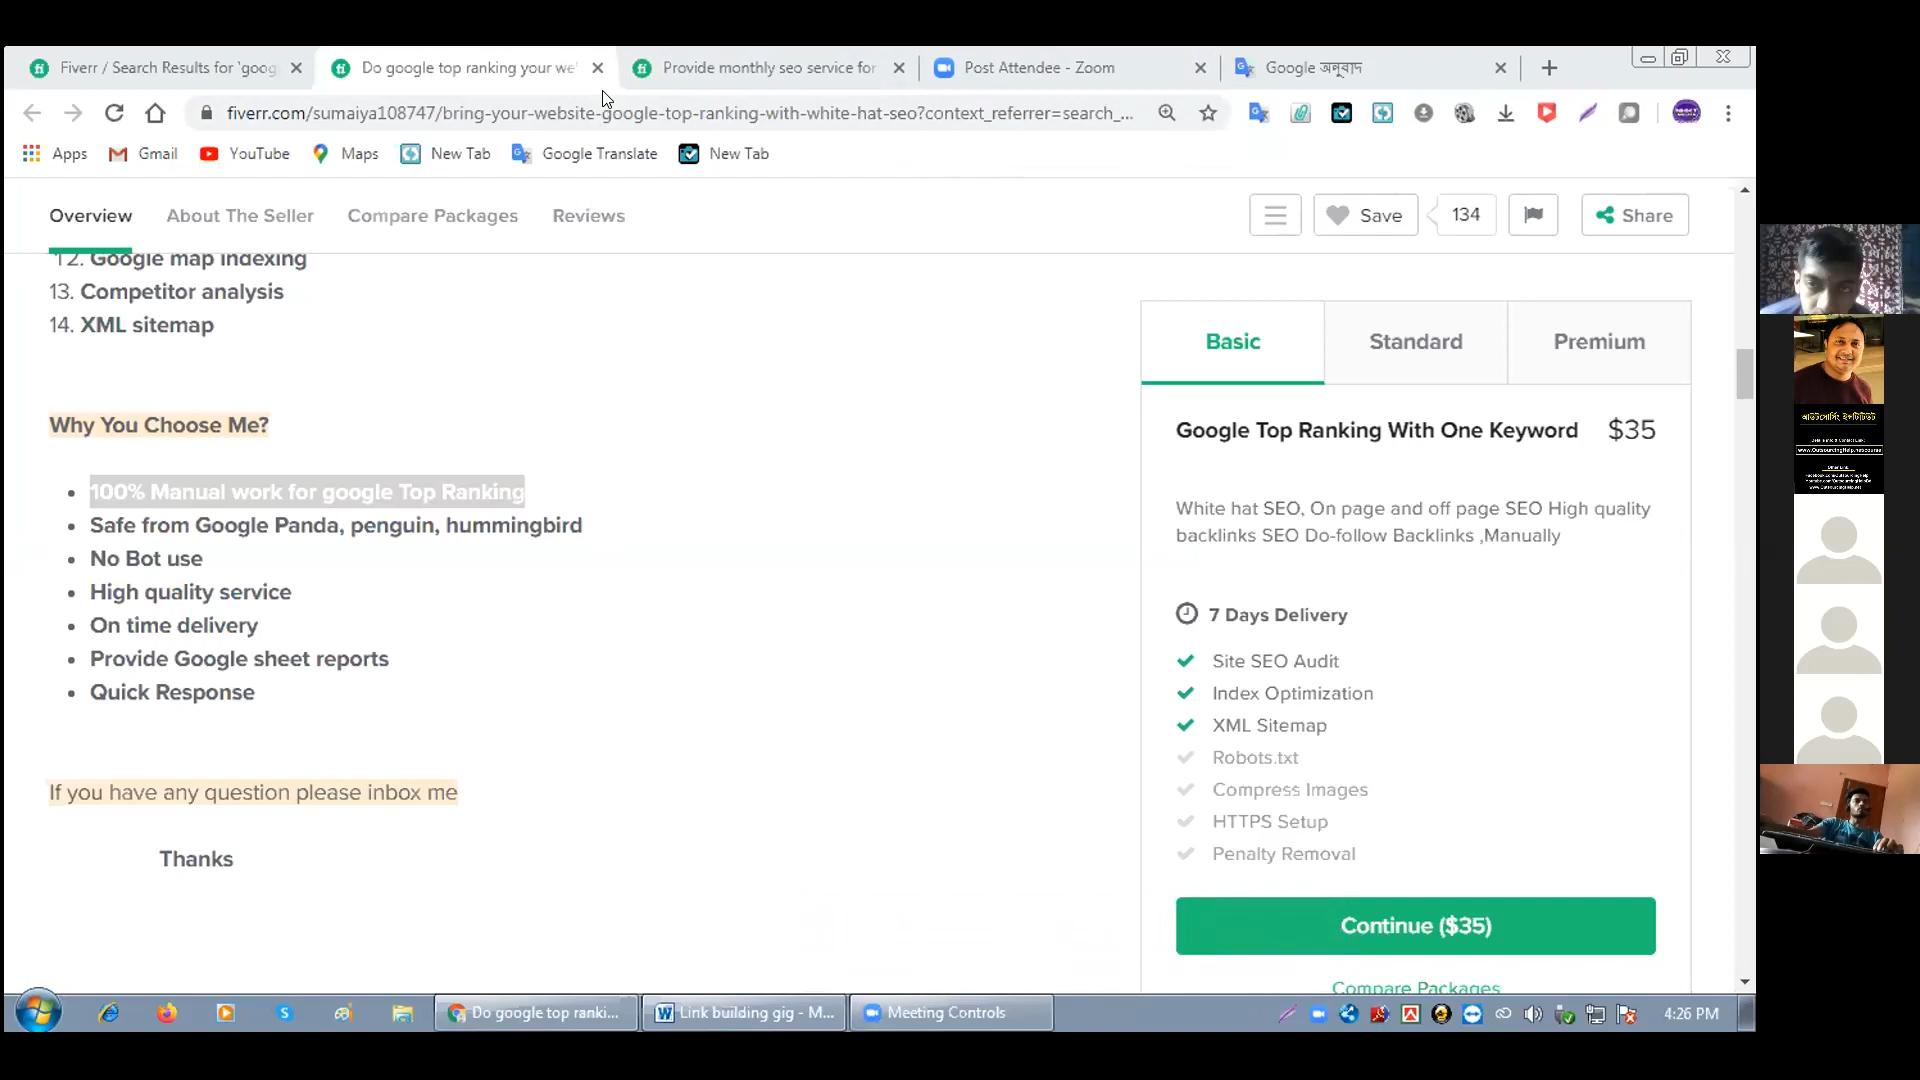 Fiverr / Search Results for 'goog
Do google top ranking your we
Provide monthly seo service for
Post Attendee - Zoom
Google অনুবাদ
fiverr.com/sumaiya108747/bring-your-website-google-top-ranking-with-white-hat-seo?context_referrer=search_...
Apps
Gmail
YouTube
Maps
New Tab
Google Translate
New Tab
Overview
About The Seller
Compare Packages
Reviews
Save
134
Share
12. Google map indexing
13. Competitor analysis
14. XML sitemap
Why You Choose Me?
100% Manual work for google Top Ranking
Safe from Google Panda, penguin, hummingbird
No Bot use
High quality service
On time delivery
Provide Google sheet reports
Quick Response
If you have any question please inbox me
Thanks
Basic
Standard
Premium
Google Top Ranking With One Keyword $35
White hat SEO, On page and off page SEO High quality
backlinks SEO Do-follow Backlinks ,Manually
7 Days Delivery
Site SEO Audit
Index Optimization
XML Sitemap
Robots.txt
Compress Images
HTTPS Setup
Penalty Removal
Continue ($35)
Compare Packages
আউটসোর্সিং ইন্সটিটিউট
Do google top ranki...
Link building gig - M...
Meeting Controls
4:26 PM